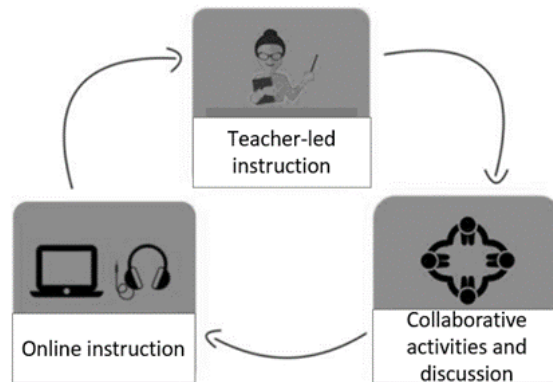 Teacher-led
instruction
Online instruction
Collaborative
activities and
discussion